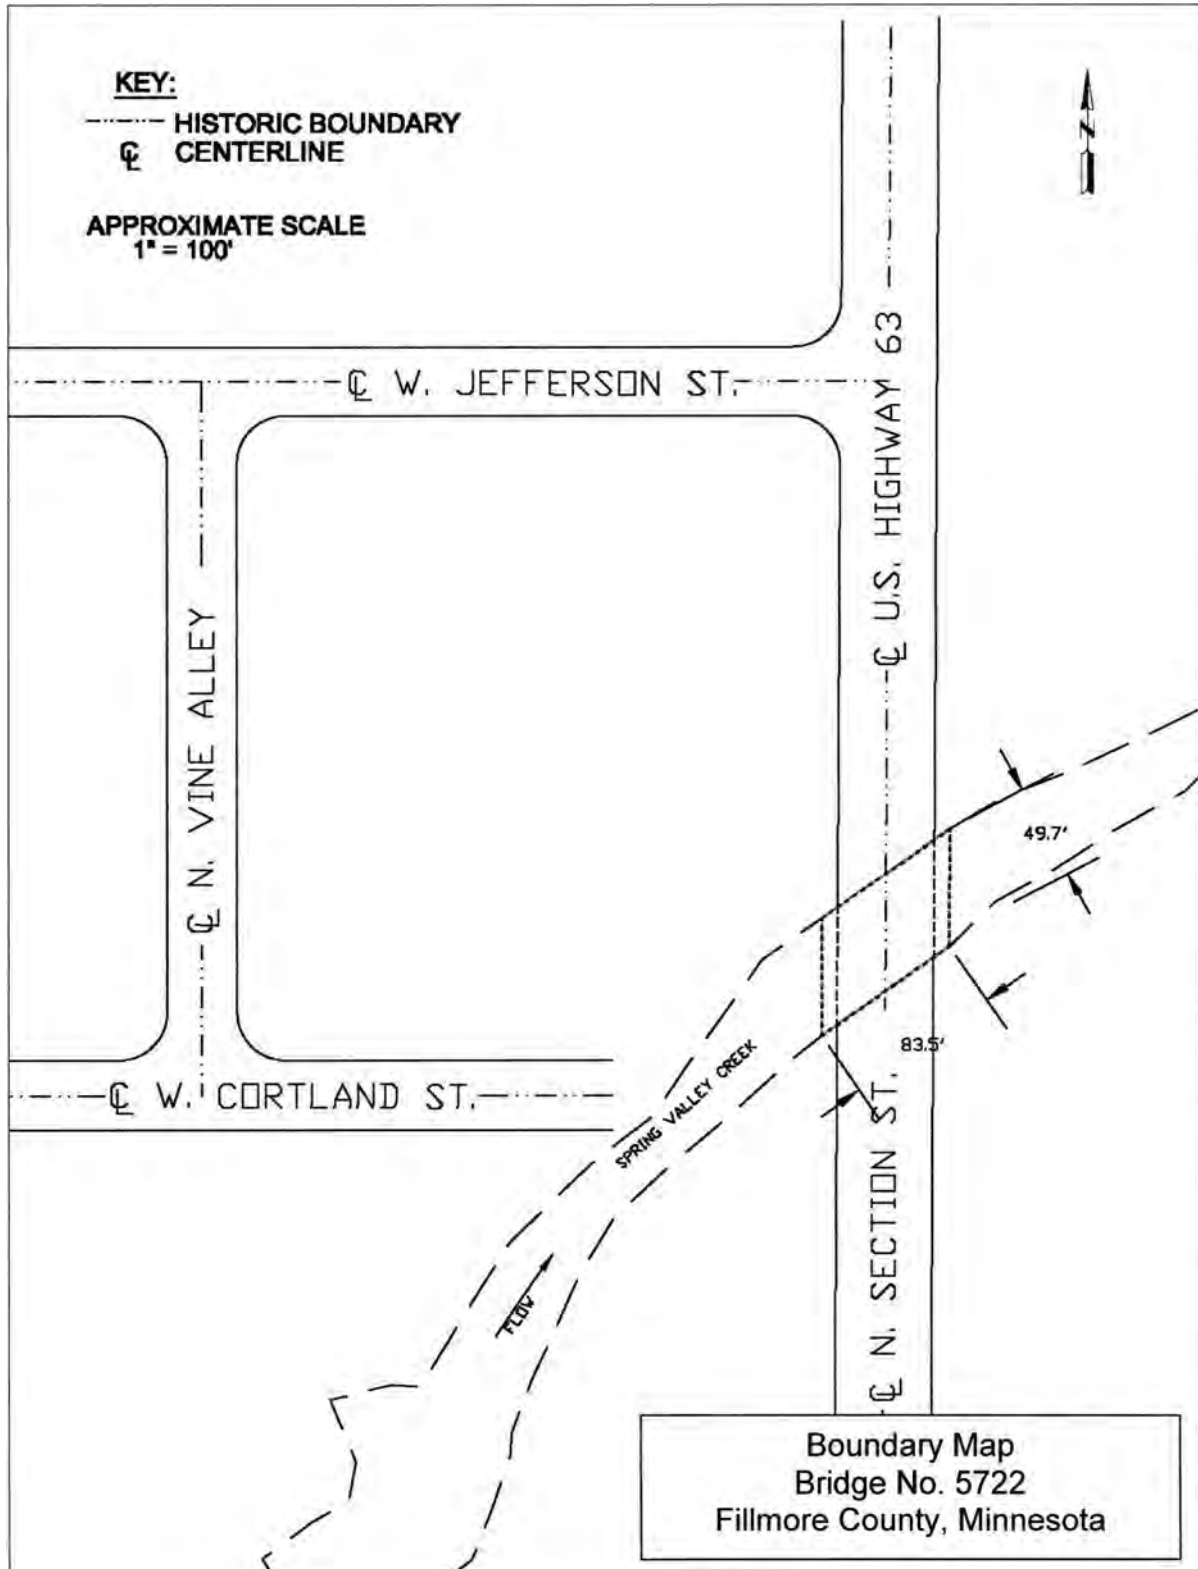 KEY:
HISTORIC BOUNDARY
℄ CENTERLINE
APPROXIMATE SCALE
1" = 100'
N
℄ W. JEFFERSON ST.
℄ U.S. HIGHWAY 63
℄ N. VINE ALLEY
49.7'
83.5'
℄ W. CORTLAND ST.
SPRING VALLEY CREEK
FLOW
℄ N. SECTION ST.
Boundary Map
Bridge No. 5722
Fillmore County, Minnesota